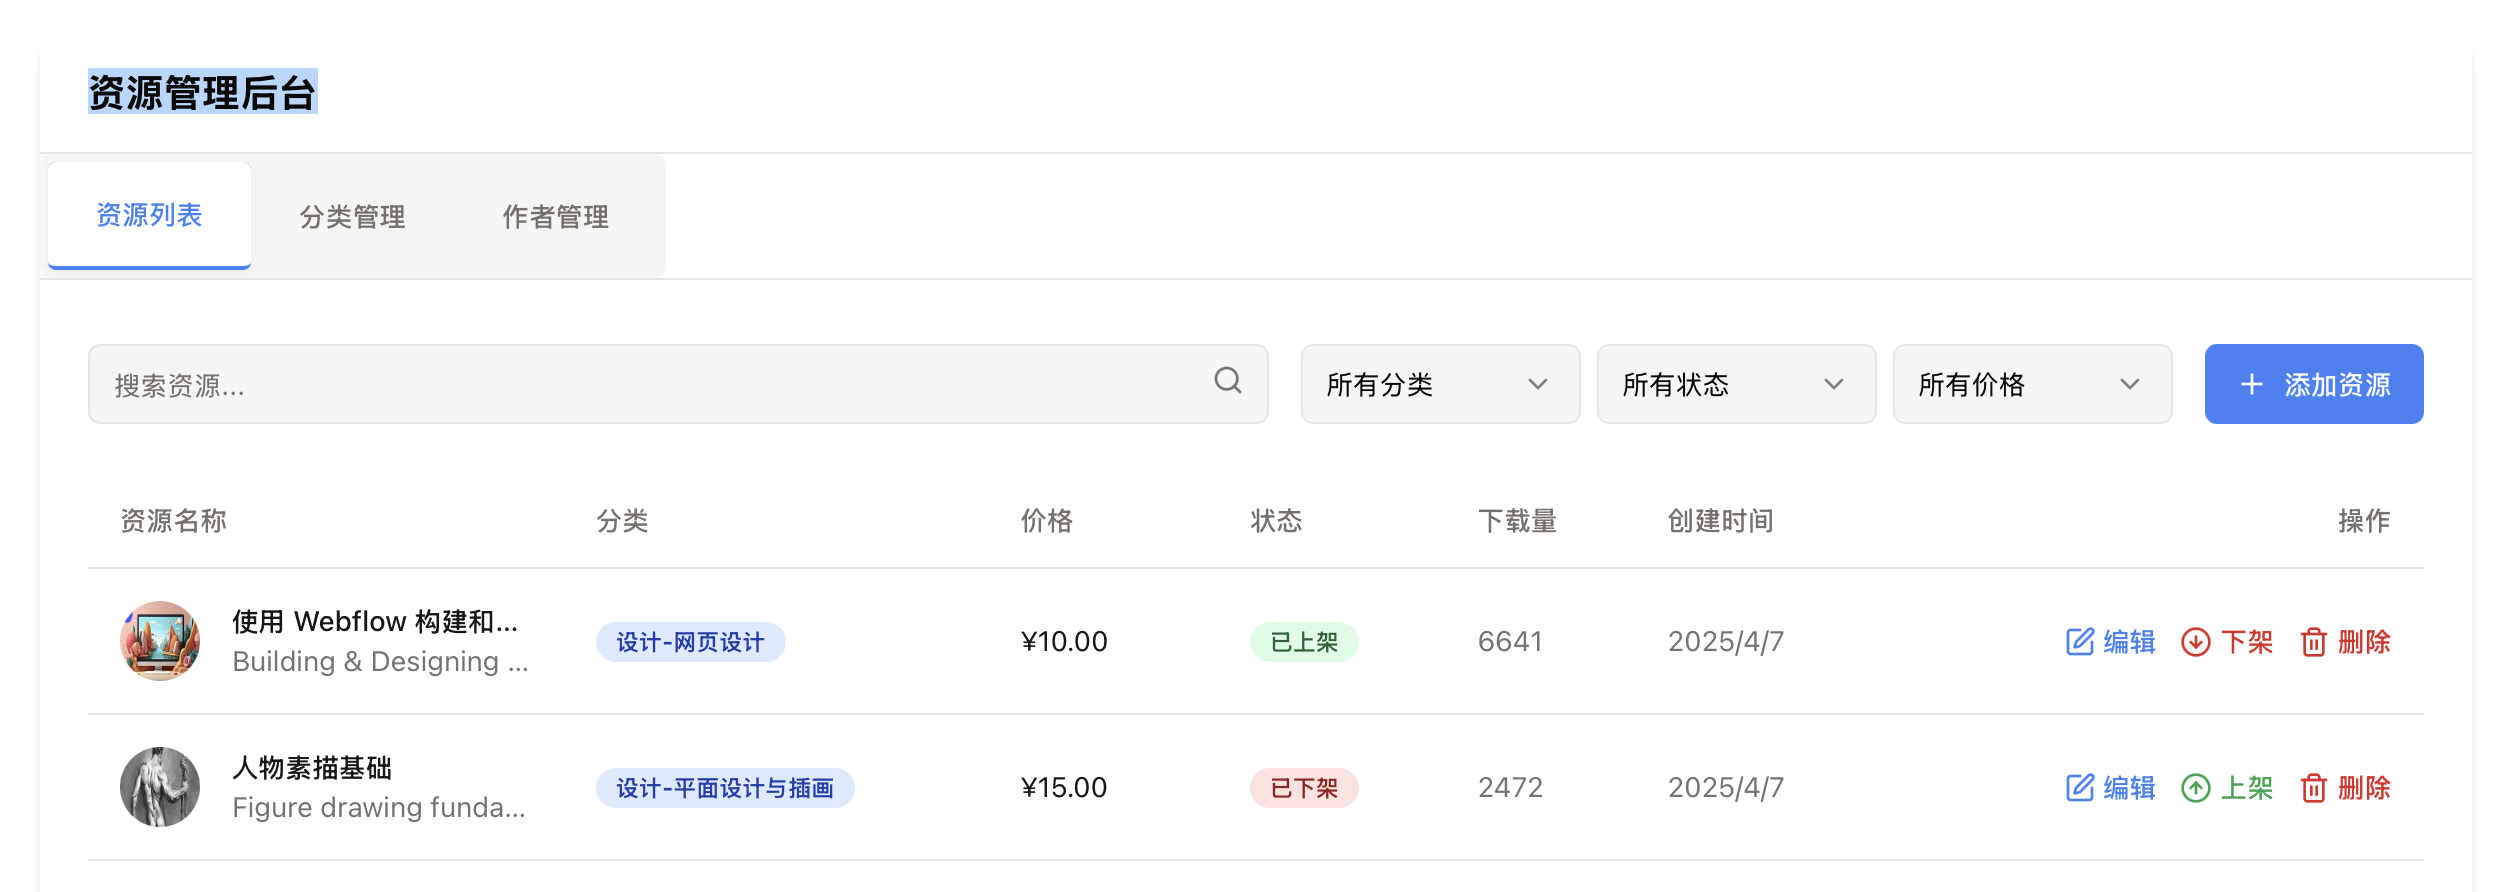 资源管理后台
资源列表 分类管理 作者管理
搜索资源... 所有分类 所有状态 所有价格 添加资源
资源名称 分类 价格 状态 下载量 创建时间 操作
使用 Webflow 构建和...
Building & Designing ...
设计-网页设计 ¥10.00 已上架 6641 2025/4/7 编辑 下架 删除
人物素描基础
Figure drawing funda...
设计-平面设计与插画 ¥15.00 已下架 2472 2025/4/7 编辑 上架 删除